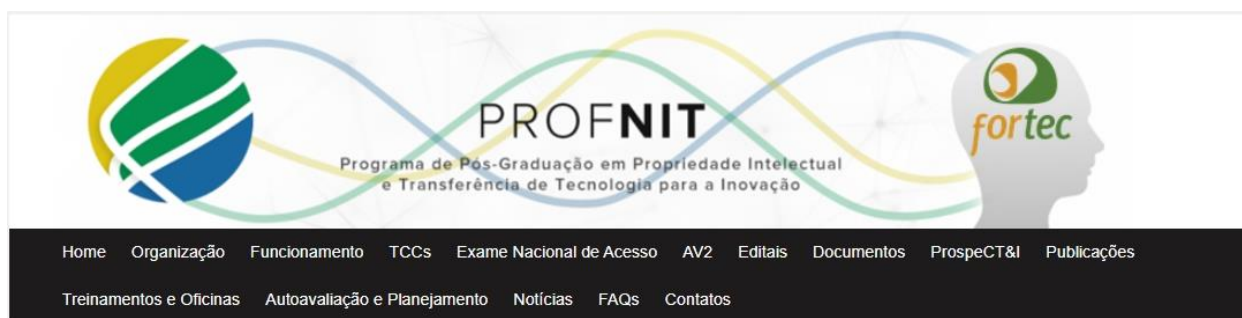 PROFNIT
Programa de Pós-Graduação em Propriedade Intelectual
e Transferência de Tecnologia para a Inovação
fortec
Home Organização Funcionamento TCCs Exame Nacional de Acesso AV2 Editais Documentos ProspeCT&I Publicações
Treinamentos e Oficinas Autoavaliação e Planejamento Notícias FAQs Contatos